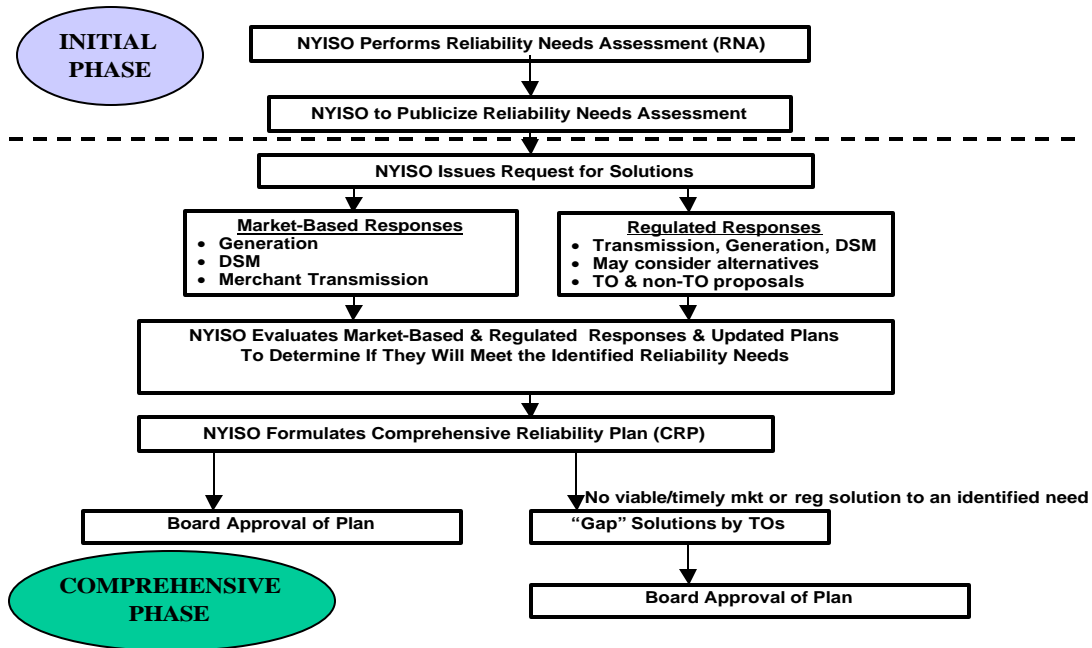 INITIAL
PHASE
NYISO Performs Reliability Needs Assessment (RNA)
NYISO to Publicize Reliability Needs Assessment
NYISO Issues Request for Solutions
Market-Based Responses
• Generation
• DSM
• Merchant Transmission
Regulated Responses
• Transmission, Generation, DSM
• May consider alternatives
• TO & non-TO proposals
NYISO Evaluates Market-Based & Regulated Responses & Updated Plans
To Determine If They Will Meet the Identified Reliability Needs
NYISO Formulates Comprehensive Reliability Plan (CRP)
No viable/timely mkt or reg solution to an identified need
Board Approval of Plan
“Gap” Solutions by TOs
COMPREHENSIVE
PHASE
Board Approval of Plan